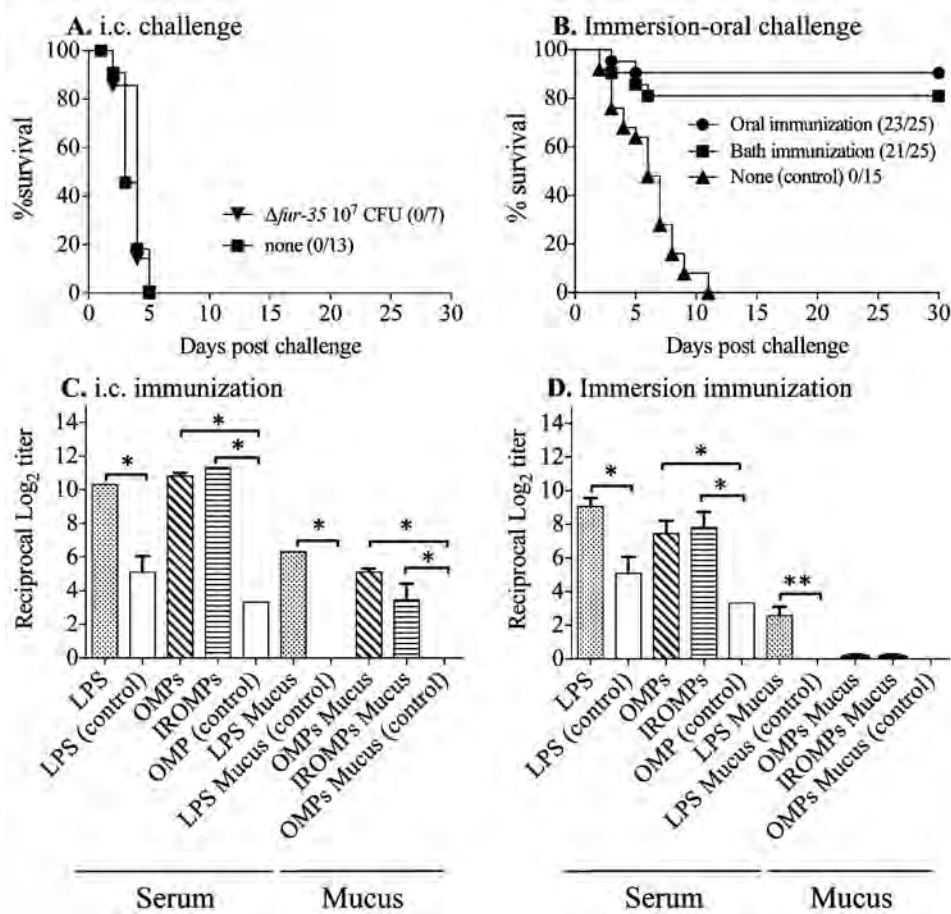 A. i.c. challenge
100
80
60
40
20
0
%survival
Δfur-35 10⁷ CFU (0/7)
none (0/13)
0 5 10 15 20 25 30
Days post challenge
B. Immersion-oral challenge
100
80
60
40
20
0
% survival
Oral immunization (23/25)
Bath immunization (21/25)
None (control) 0/15
0 5 10 15 20 25 30
Days post challenge
C. i.c. immunization
14
12
10
8
6
4
2
0
Reciprocal Log₂ titer
*
*
*
*
*
*
LPS
LPS (control)
OMPs
IROMPs
OMP (control)
LPS Mucus
LPS Mucus (control)
OMPs Mucus
IROMPs Mucus
OMPs Mucus (control)
Serum
Mucus
D. Immersion immunization
14
12
10
8
6
4
2
0
Reciprocal Log₂ titer
*
*
*
**
LPS
LPS (control)
OMPs
IROMPs
OMP (control)
LPS Mucus
LPS Mucus (control)
OMPs Mucus
IROMPs Mucus
OMPs Mucus (control)
Serum
Mucus